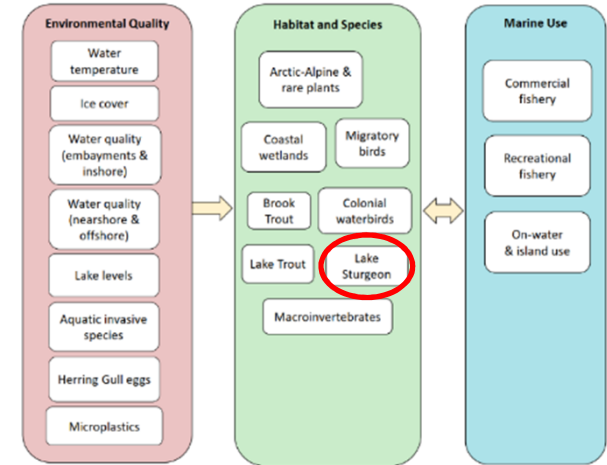 Environmental Quality
Water
temperature
Ice cover
Water quality
(embayments &
inshore)
Water quality
(nearshore &
offshore)
Lake levels
Aquatic invasive
species
Herring Gull eggs
Microplastics
Habitat and Species
Arctic-Alpine &
rare plants
Coastal
wetlands
Migratory
birds
Brook
Trout
Colonial
waterbirds
Lake Trout
Lake
Sturgeon
Macroinvertebrates
Marine Use
Commercial
fishery
Recreational
fishery
On-water
& island use